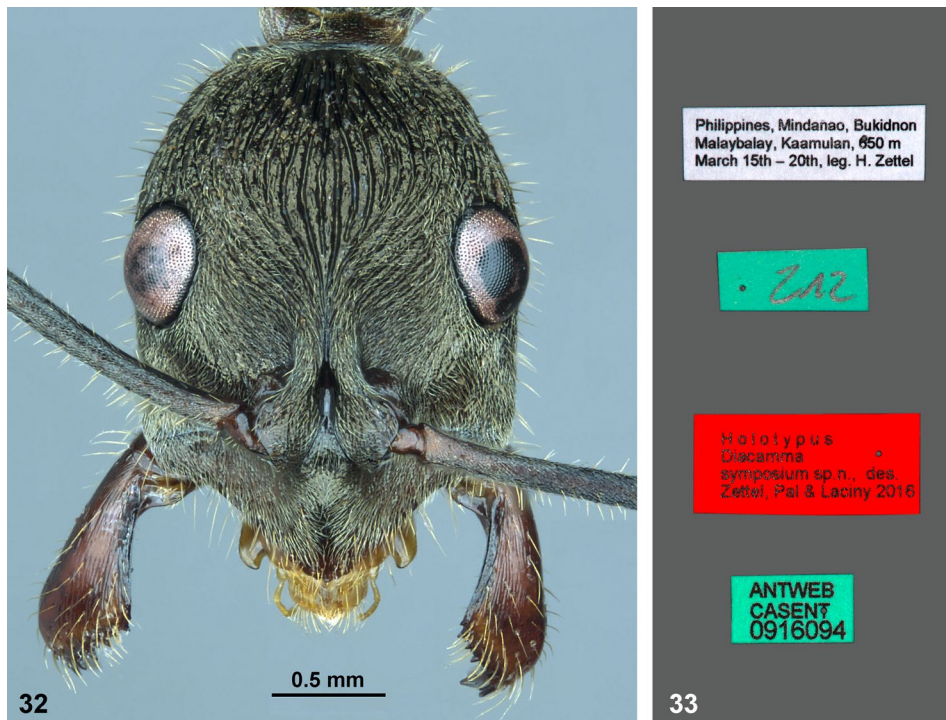 0.5 mm
32
Philippines, Mindanao, Bukidnon
Malaybalay, Kaamulan, 650 m
March 15th – 20th, leg. H. Zettel
212
Holotypus
Diacamma
symposium sp.n., des.
Zettel, Pal & Laciny 2016
ANTWEB
CASENT
0916094
33